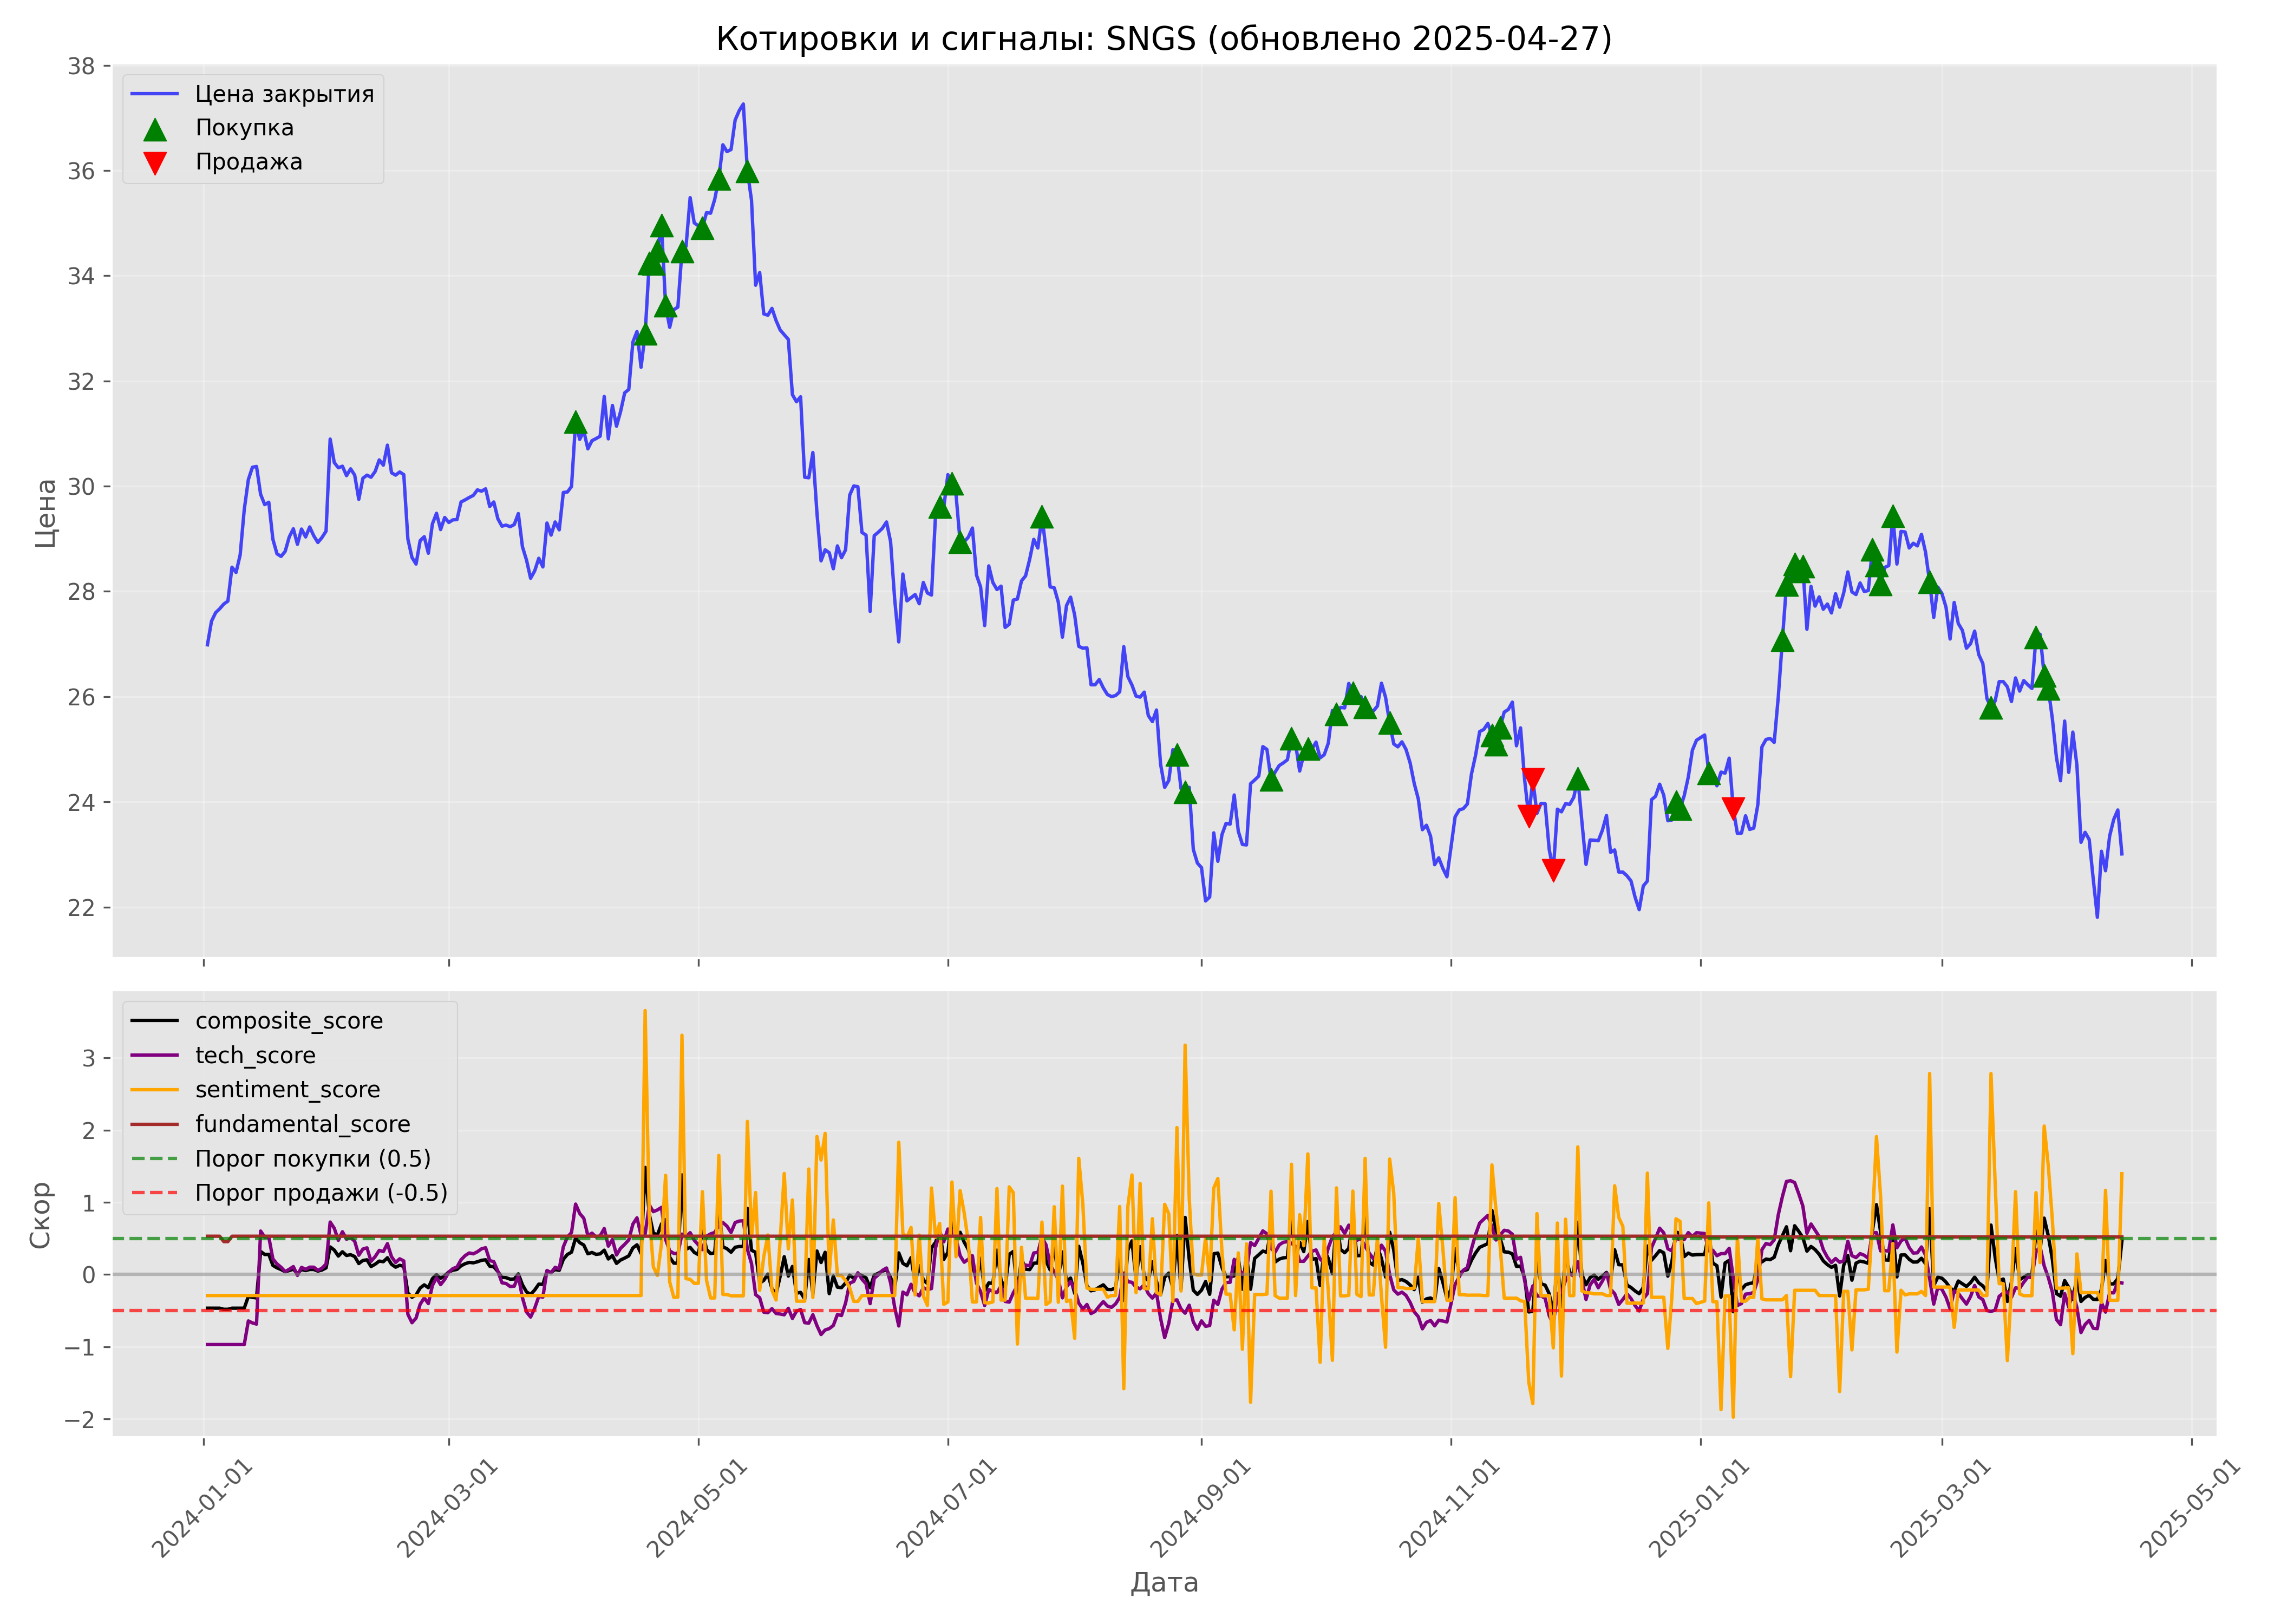 Котировки и сигналы: SNGS (обновлено 2025-04-27)
38
36
34
32
30
28
26
24
22
Цена
Цена закрытия
Покупка
Продажа
3
2
1
0
−1
−2
Скор
composite_score
tech_score
sentiment_score
fundamental_score
Порог покупки (0.5)
Порог продажи (-0.5)
2024-01-01
2024-03-01
2024-05-01
2024-07-01
2024-09-01
2024-11-01
2025-01-01
2025-03-01
2025-05-01
Дата